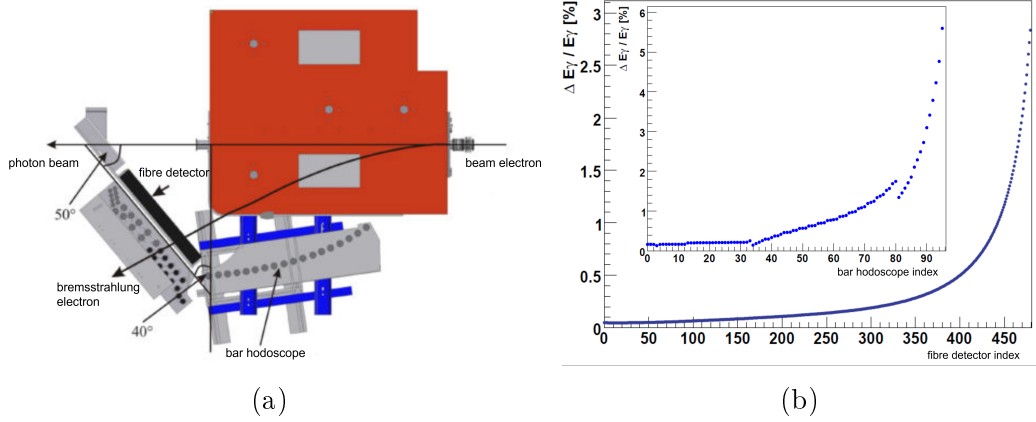 photon beam
beam electron
fibre detector
50°
bremsstrahlung
electron
40°
bar hodoscope
(a)
Δ Eγ / Eγ [%]
3
2.5
2
1.5
1
0.5
0
0 50 100 150 200 250 300 350 400 450
fibre detector index
Δ Eγ / Eγ [%]
6
5
4
3
2
1
0
0 10 20 30 40 50 60 70 80 90
bar hodoscope index
(b)